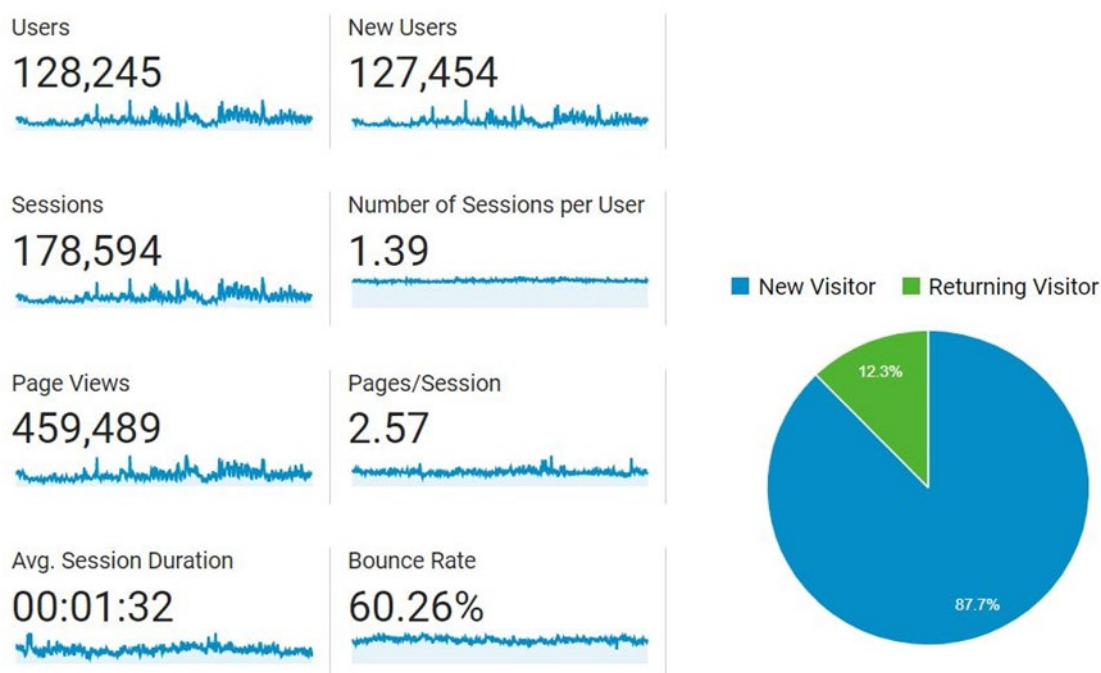 Users
128,245
New Users
127,454
Sessions
178,594
Number of Sessions per User
1.39
Page Views
459,489
Pages/Session
2.57
Avg. Session Duration
00:01:32
Bounce Rate
60.26%
New Visitor
Returning Visitor
12.3%
87.7%